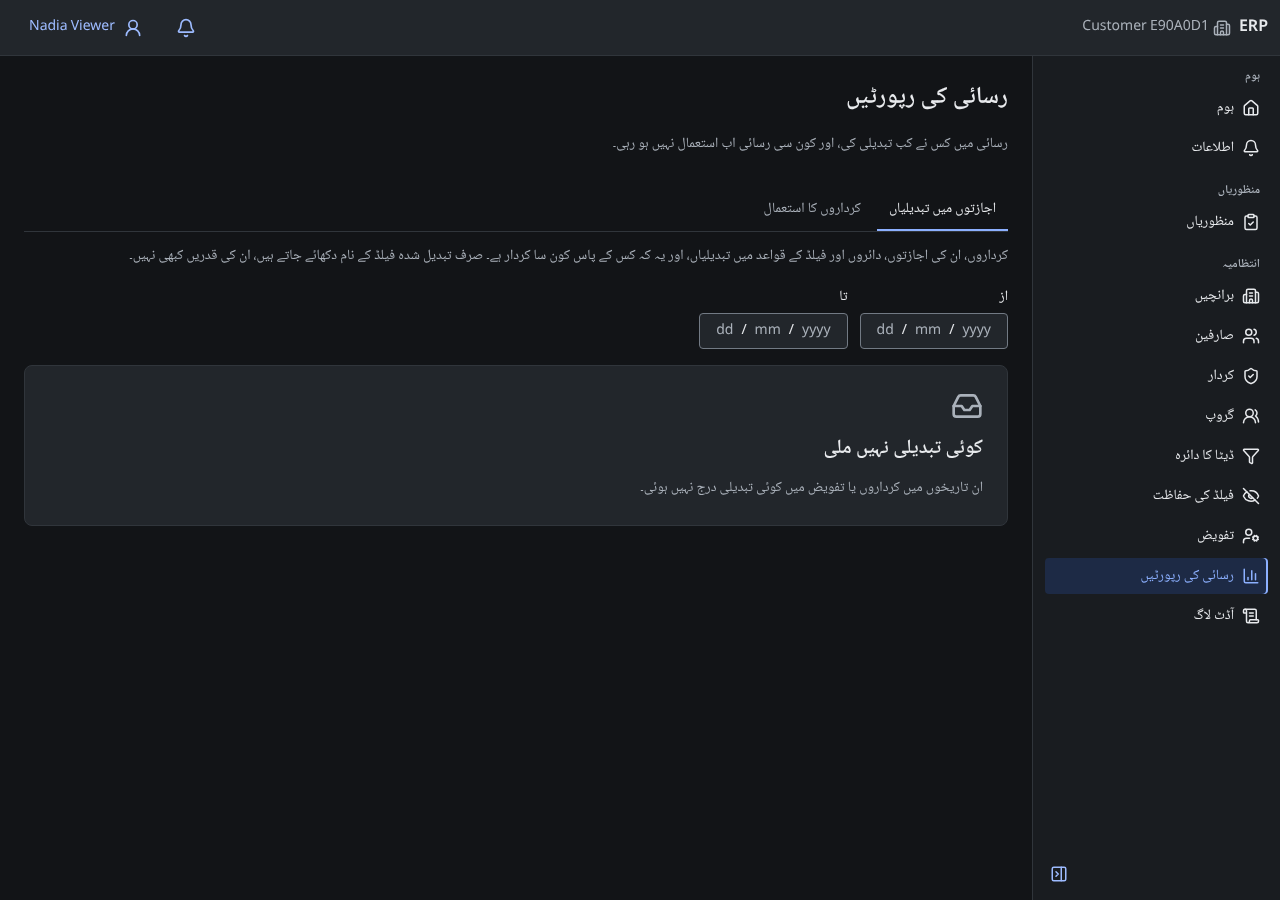 ERP
Customer E90A0D1
Nadia Viewer
ہوم
ہوم
اطلاعات
منظوریاں
منظوریاں
انتظامیہ
برانچیں
صارفین
کردار
گروپ
ڈیٹا کا دائرہ
فیلڈ کی حفاظت
تفویض
رسائی کی رپورٹیں
آڈٹ لاگ
رسائی کی رپورٹیں
رسائی میں کس نے کب تبدیلی کی، اور کون سی رسائی اب استعمال نہیں ہو رہی۔
اجازتوں میں تبدیلیاں
کرداروں کا استعمال
کرداروں، ان کی اجازتوں، دائروں اور فیلڈ کے قواعد میں تبدیلیاں، اور یہ کہ کس کے پاس کون سا کردار ہے۔ صرف تبدیل شدہ فیلڈ کے نام دکھائے جاتے ہیں، ان کی قدریں کبھی نہیں۔
از
dd / mm / yyyy
تا
dd / mm / yyyy
کوئی تبدیلی نہیں ملی
ان تاریخوں میں کرداروں یا تفویض میں کوئی تبدیلی درج نہیں ہوئی۔